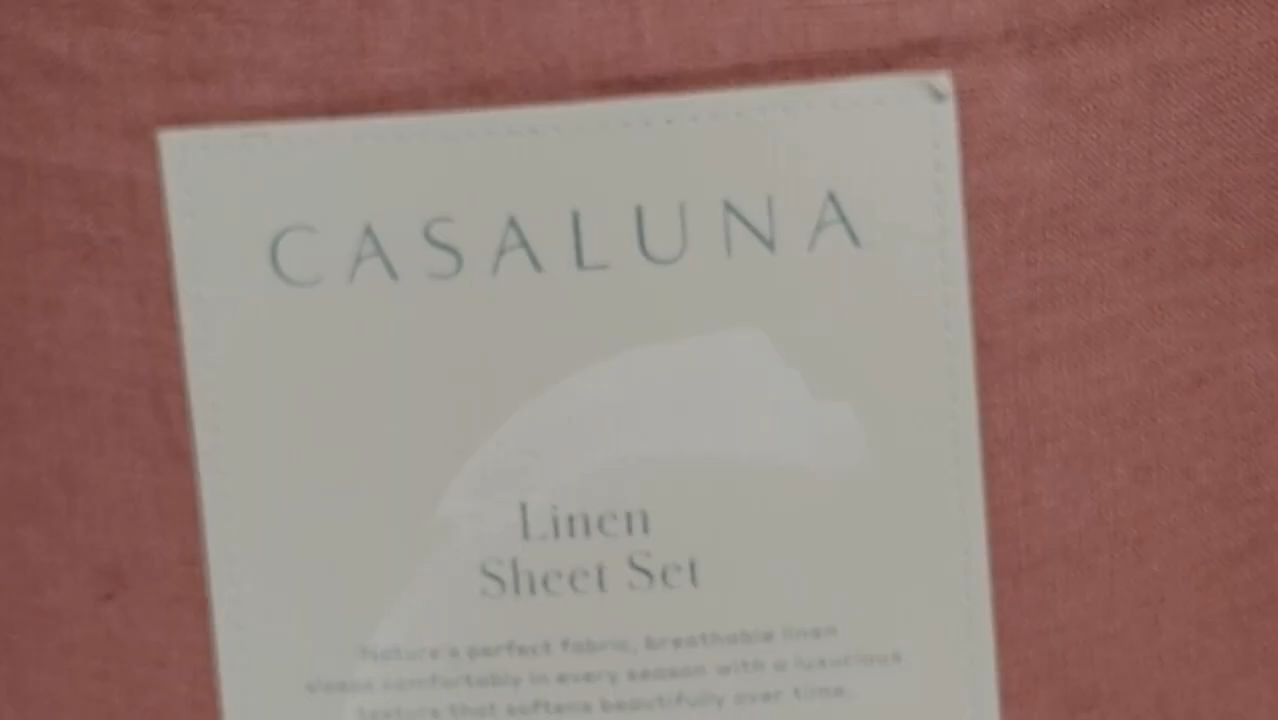 CASALUNA
Linen
Sheet Set
Nature's perfect fabric, breathable linen
sleeps comfortably in every season with a luxurious
texture that softens beautifully over time.